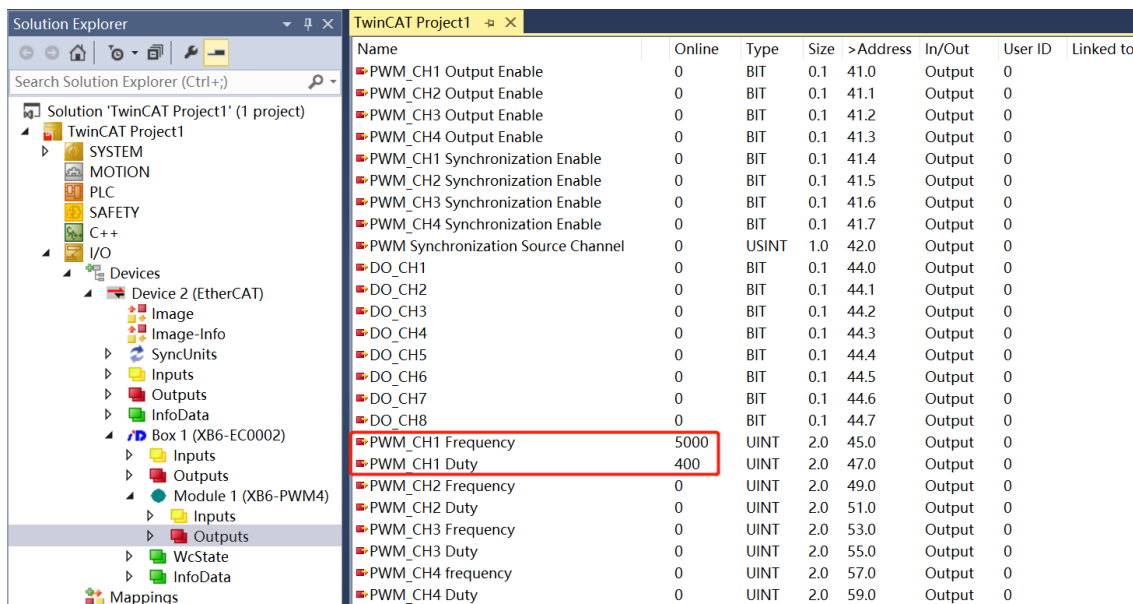 Solution Explorer
Search Solution Explorer (Ctrl+;)
Solution 'TwinCAT Project1' (1 project)
TwinCAT Project1
SYSTEM
MOTION
PLC
SAFETY
C++
I/O
Devices
Device 2 (EtherCAT)
Image
Image-Info
SyncUnits
Inputs
Outputs
InfoData
Box 1 (XB6-EC0002)
Inputs
Outputs
Module 1 (XB6-PWM4)
Inputs
Outputs
WcState
InfoData
Mappings
TwinCAT Project1
Name Online Type Size >Address In/Out User ID Linked to
PWM_CH1 Output Enable 0 BIT 0.1 41.0 Output 0
PWM_CH2 Output Enable 0 BIT 0.1 41.1 Output 0
PWM_CH3 Output Enable 0 BIT 0.1 41.2 Output 0
PWM_CH4 Output Enable 0 BIT 0.1 41.3 Output 0
PWM_CH1 Synchronization Enable 0 BIT 0.1 41.4 Output 0
PWM_CH2 Synchronization Enable 0 BIT 0.1 41.5 Output 0
PWM_CH3 Synchronization Enable 0 BIT 0.1 41.6 Output 0
PWM_CH4 Synchronization Enable 0 BIT 0.1 41.7 Output 0
PWM Synchronization Source Channel 0 USINT 1.0 42.0 Output 0
DO_CH1 0 BIT 0.1 44.0 Output 0
DO_CH2 0 BIT 0.1 44.1 Output 0
DO_CH3 0 BIT 0.1 44.2 Output 0
DO_CH4 0 BIT 0.1 44.3 Output 0
DO_CH5 0 BIT 0.1 44.4 Output 0
DO_CH6 0 BIT 0.1 44.5 Output 0
DO_CH7 0 BIT 0.1 44.6 Output 0
DO_CH8 0 BIT 0.1 44.7 Output 0
PWM_CH1 Frequency 5000 UINT 2.0 45.0 Output 0
PWM_CH1 Duty 400 UINT 2.0 47.0 Output 0
PWM_CH2 Frequency 0 UINT 2.0 49.0 Output 0
PWM_CH2 Duty 0 UINT 2.0 51.0 Output 0
PWM_CH3 Frequency 0 UINT 2.0 53.0 Output 0
PWM_CH3 Duty 0 UINT 2.0 55.0 Output 0
PWM_CH4 frequency 0 UINT 2.0 57.0 Output 0
PWM_CH4 Duty 0 UINT 2.0 59.0 Output 0